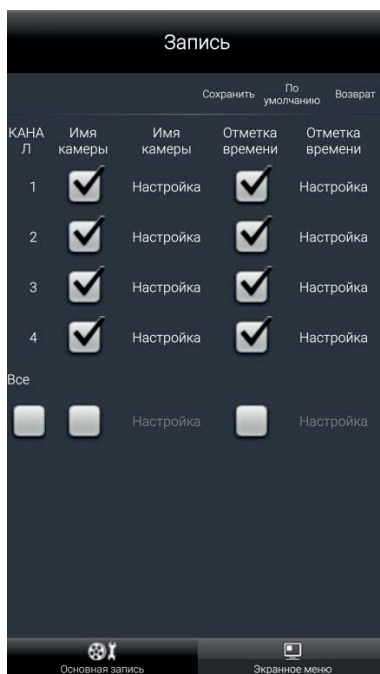 Запись
Сохранить По умолчанию Возврат
КАНАЛ Имя камеры Имя камеры Отметка времени Отметка времени
1 Настройка Настройка
2 Настройка Настройка
3 Настройка Настройка
4 Настройка Настройка
Все
Настройка Настройка
Основная запись Экранное меню